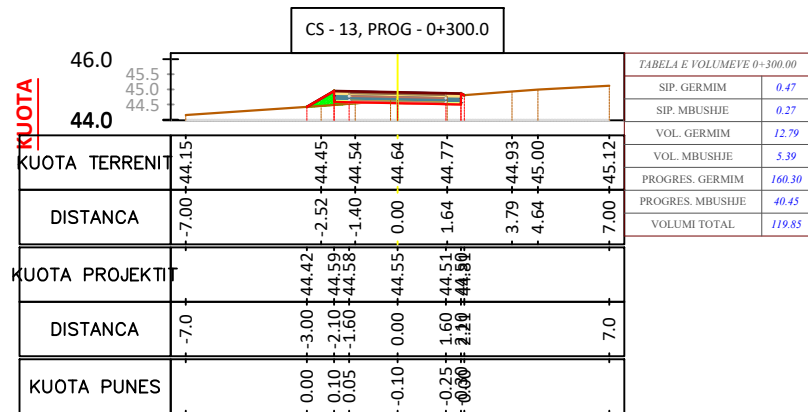 CS - 13, PROG - 0+300.0
KUOTA
46.0
45.5
45.0
44.5
44.0
TABELA E VOLUMEVE 0+300.00
SIP. GERMIM 0.47
SIP. MBUSHJE 0.27
VOL. GERMIM 12.79
VOL. MBUSHJE 5.39
PROGRES. GERMIM 160.30
PROGRES. MBUSHJE 40.45
VOLUMI TOTAL 119.85
KUOTA TERRENIT 44.15 44.45 44.54 44.64 44.77 44.93 45.00 45.12
DISTANCA -7.00 -2.52 -1.40 0.00 1.64 3.79 4.64 7.00
KUOTA PROJEKTIT 44.42 44.59 44.58 44.55 44.51
DISTANCA -7.0 -3.00 -2.10 -1.60 0.00 1.60 7.0
KUOTA PUNES 0.00 0.10 0.05 -0.10 -0.25